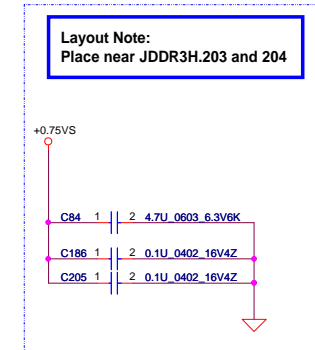 Layout Note:
Place near JDDR3H.203 and 204
+0.75VS
C84 1 2 4.7U_0603_6.3V6K
C186 1 2 0.1U_0402_16V4Z
C205 1 2 0.1U_0402_16V4Z